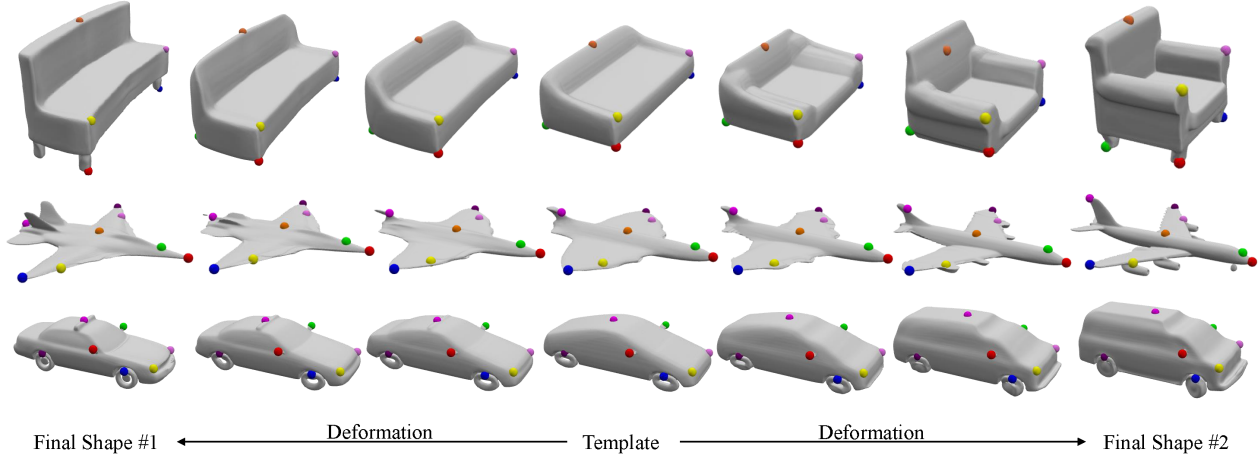 Deformation Deformation
Final Shape #1 Template Final Shape #2